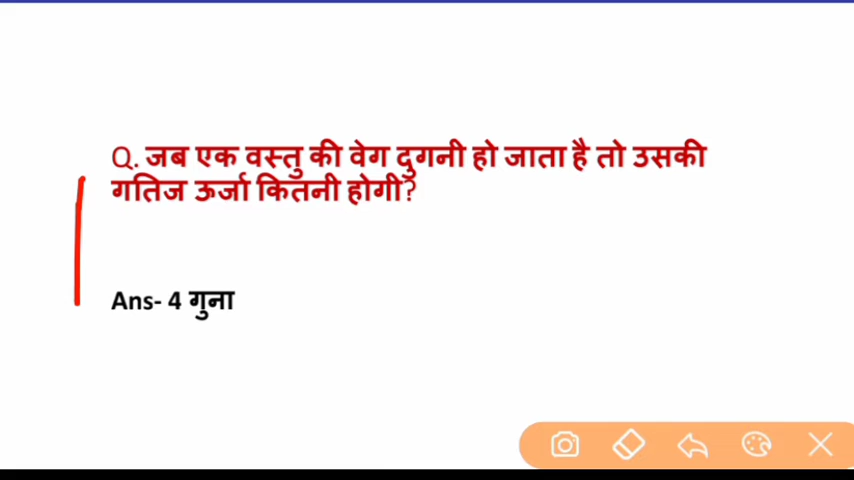 Q. जब एक वस्तु की वेग दुगनी हो जाता है तो उसकी
गतिज ऊर्जा कितनी होगी?
Ans- 4 गुना